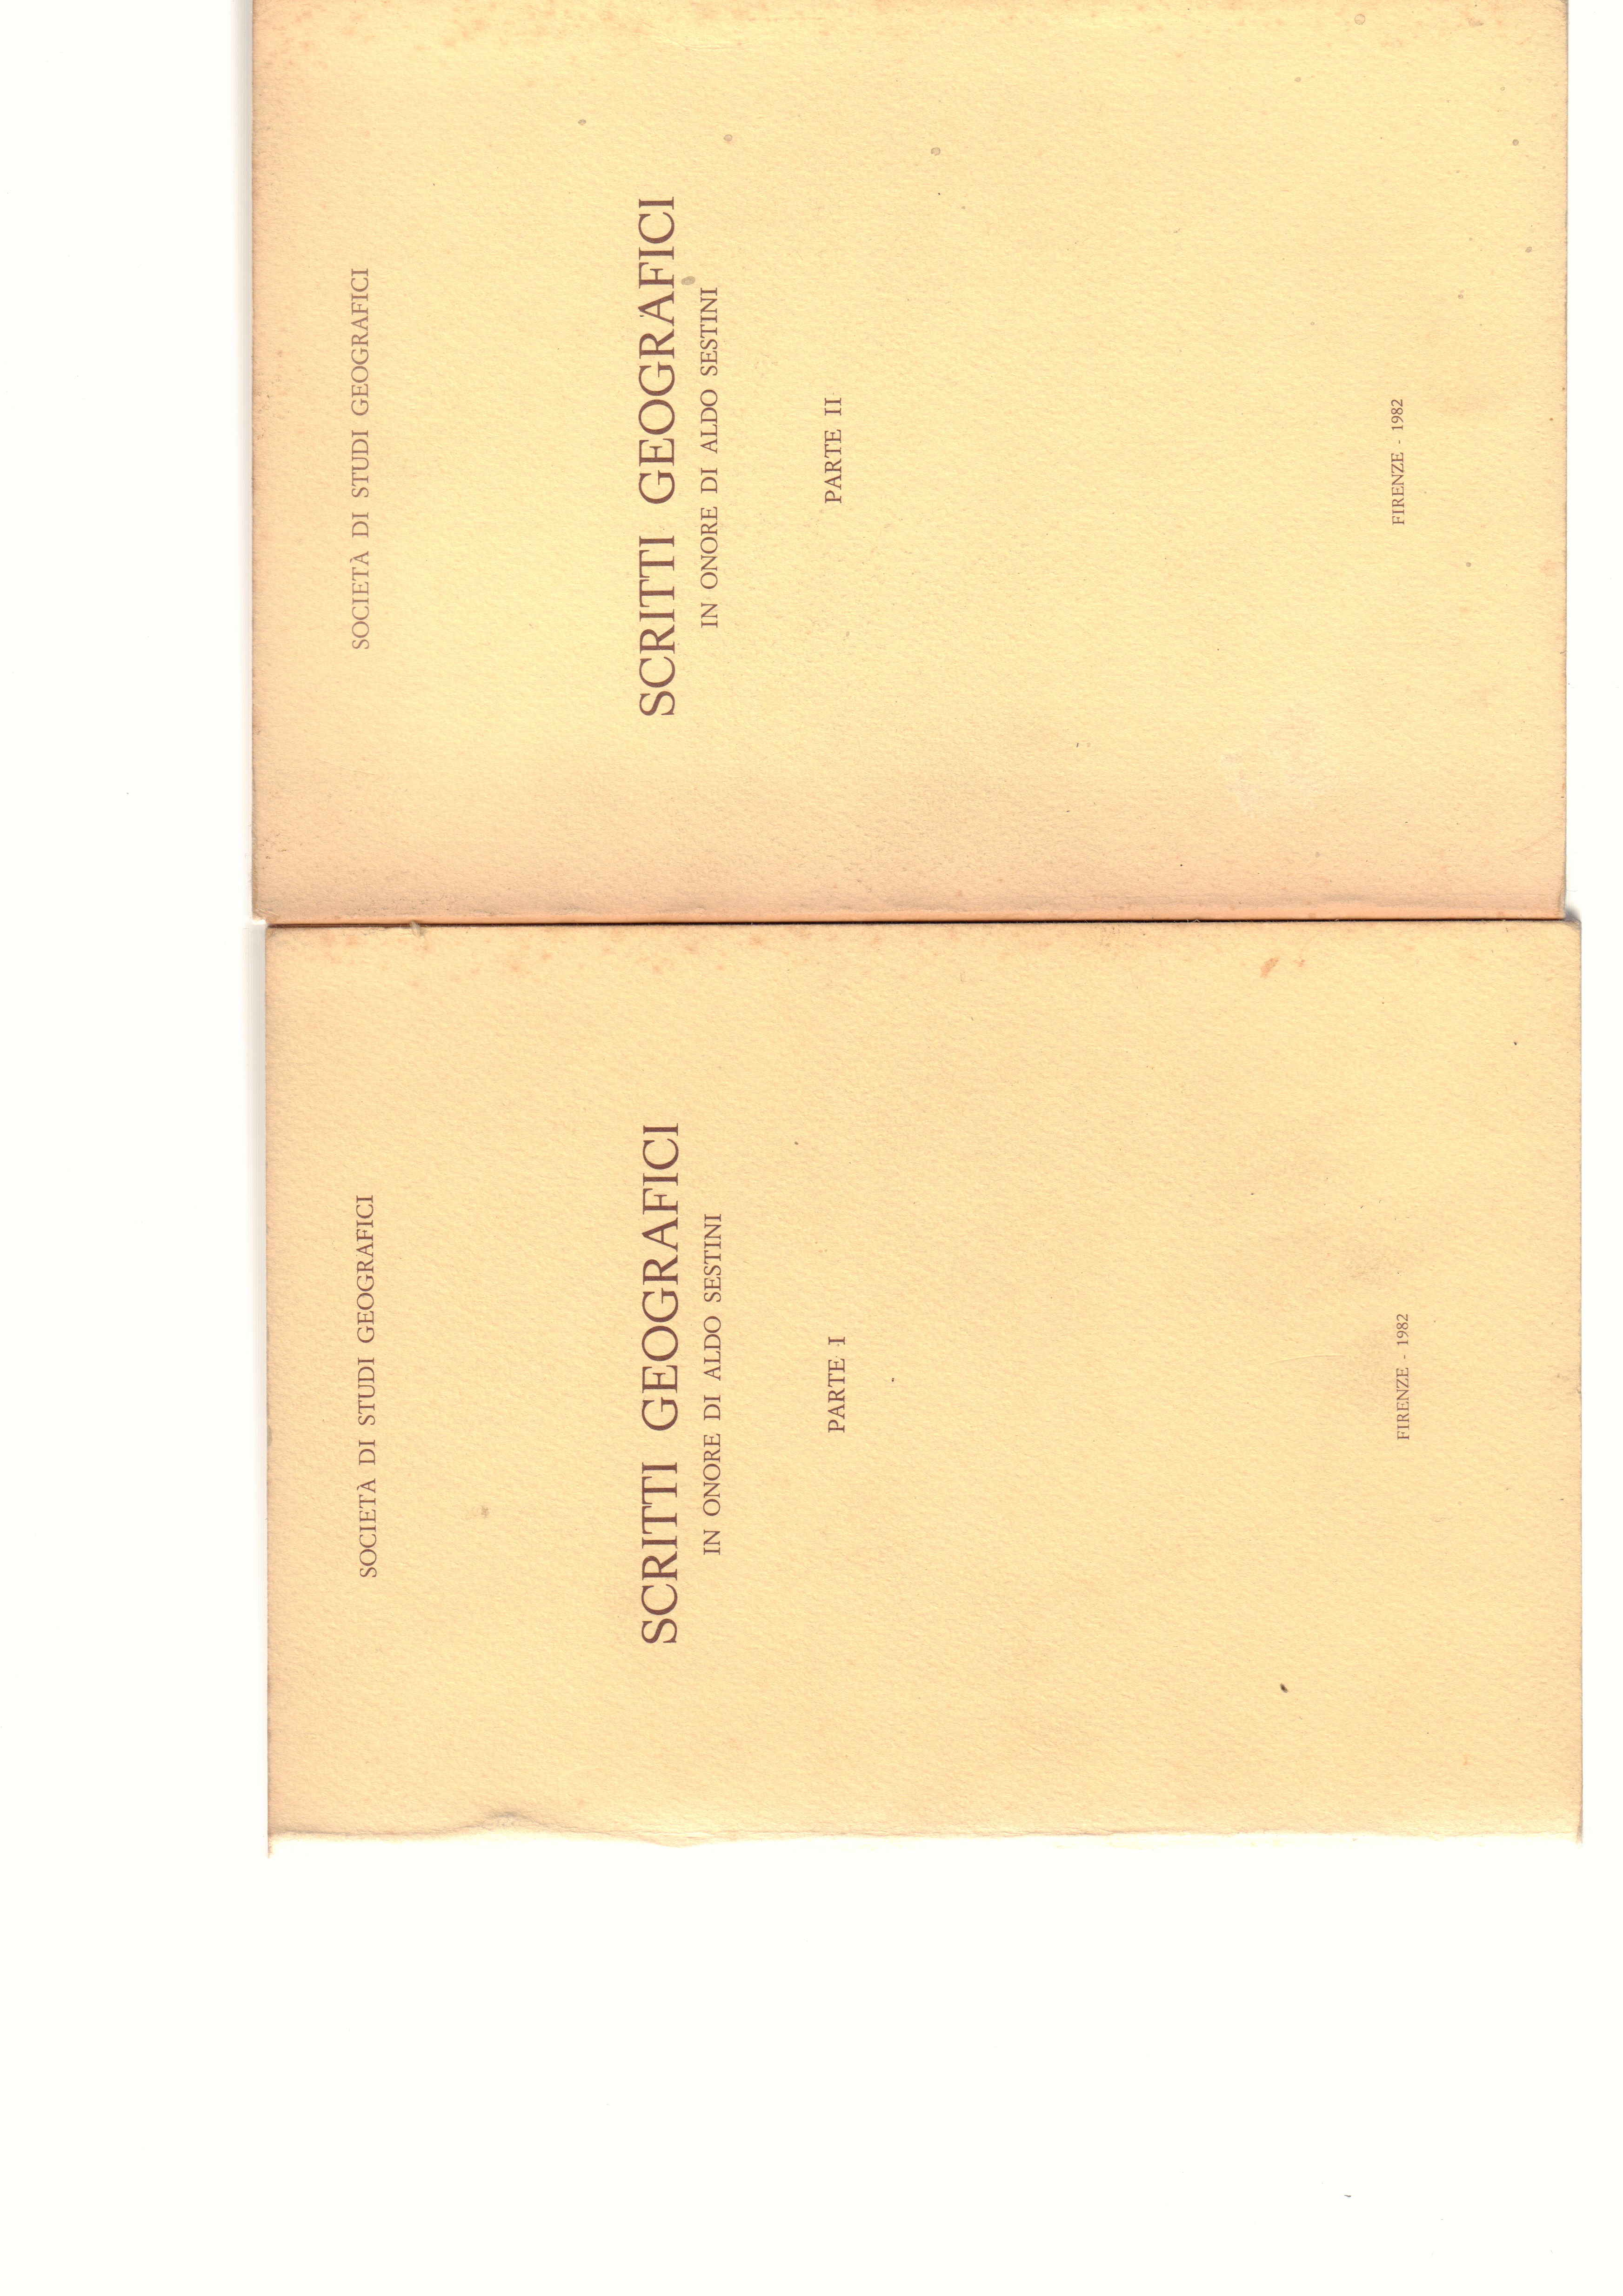 SOCIETÀ DI STUDI GEOGRAFICI
SCRITTI GEOGRAFICI
IN ONORE DI ALDO SESTINI
PARTE I
FIRENZE - 1982
SOCIETÀ DI STUDI GEOGRAFICI
SCRITTI GEOGRAFICI
IN ONORE DI ALDO SESTINI
PARTE II
FIRENZE - 1982